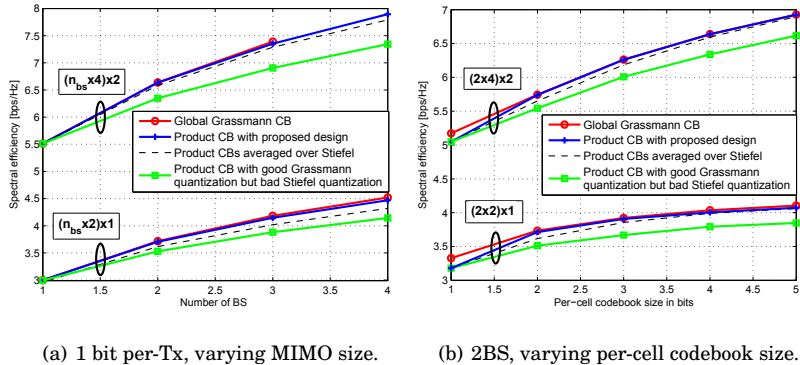 8
7.5
7
6.5
6
5.5
5
4.5
4
3.5
3
1
1.5
2
2.5
3
3.5
4
Spectral efficiency [bps/Hz]
Number of BS
(nbsx4)x2
(nbsx2)x1
Global Grassmann CB
Product CB with proposed design
Product CBs averaged over Stiefel
Product CB with good Grassmann
quantization but bad Stiefel quantization
(a) 1 bit per-Tx, varying MIMO size.
7
6.5
6
5.5
5
4.5
4
3.5
3
1
1.5
2
2.5
3
3.5
4
4.5
5
Spectral efficiency [bps/Hz]
Per-cell codebook size in bits
(2x4)x2
(2x2)x1
Global Grassmann CB
Product CB with proposed design
Product CBs averaged over Stiefel
Product CB with good Grassmann
quantization but bad Stiefel quantization
(b) 2BS, varying per-cell codebook size.